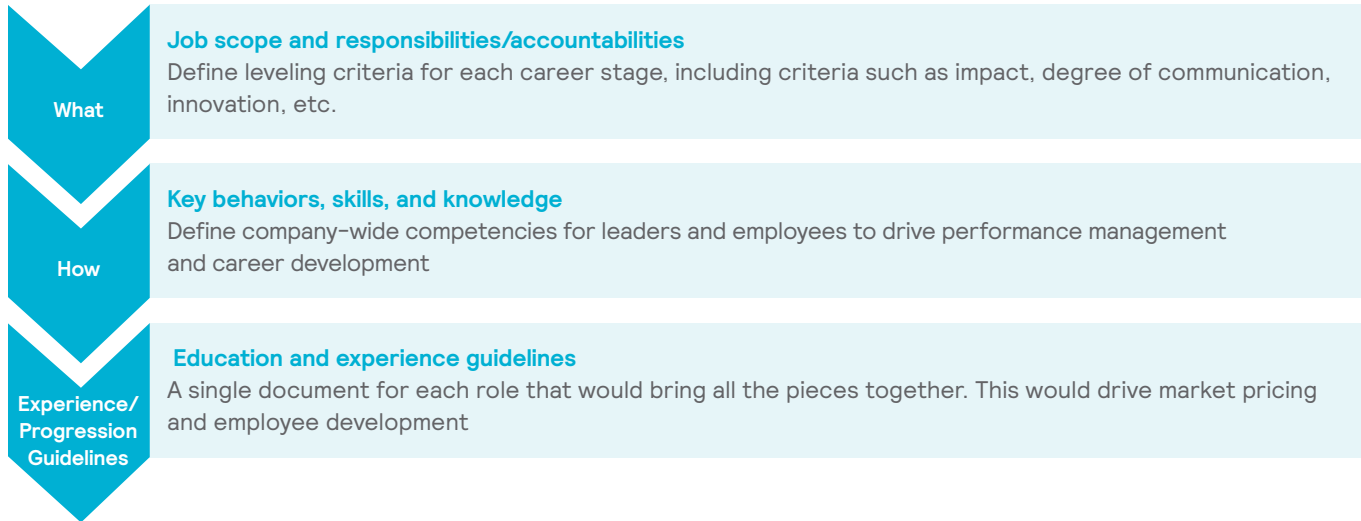 What
Job scope and responsibilities/accountabilities
Define leveling criteria for each career stage, including criteria such as impact, degree of communication,
innovation, etc.
How
Key behaviors, skills, and knowledge
Define company-wide competencies for leaders and employees to drive performance management
and career development
Experience/
Progression
Guidelines
Education and experience guidelines
A single document for each role that would bring all the pieces together. This would drive market pricing
and employee development